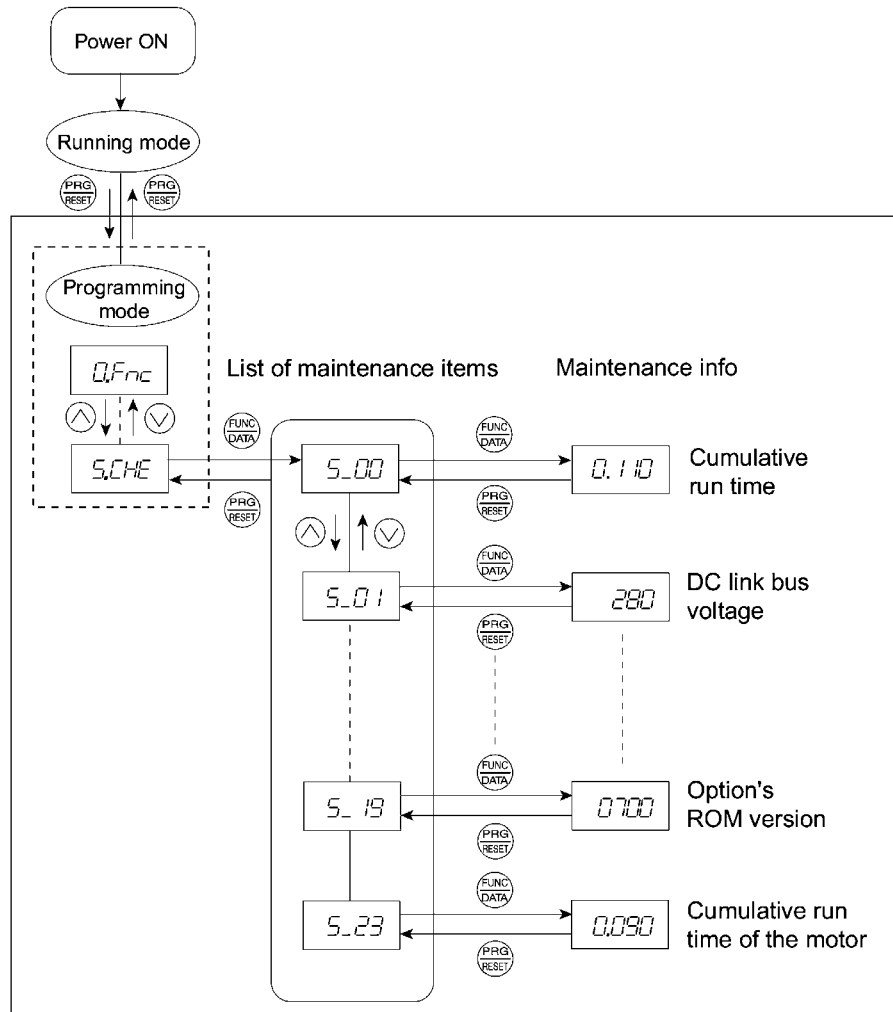 Power ON
Running mode
PRG
RESET
PRG
RESET
Programming
mode
0.Fnc
List of maintenance items
Maintenance info
5.CHE
FUNC
DATA
PRG
RESET
5_00
FUNC
DATA
PRG
RESET
0.110
Cumulative
run time
5_01
FUNC
DATA
PRG
RESET
280
DC link bus
voltage
5_19
FUNC
DATA
PRG
RESET
0700
Option's
ROM version
5_23
FUNC
DATA
PRG
RESET
0.090
Cumulative run
time of the motor